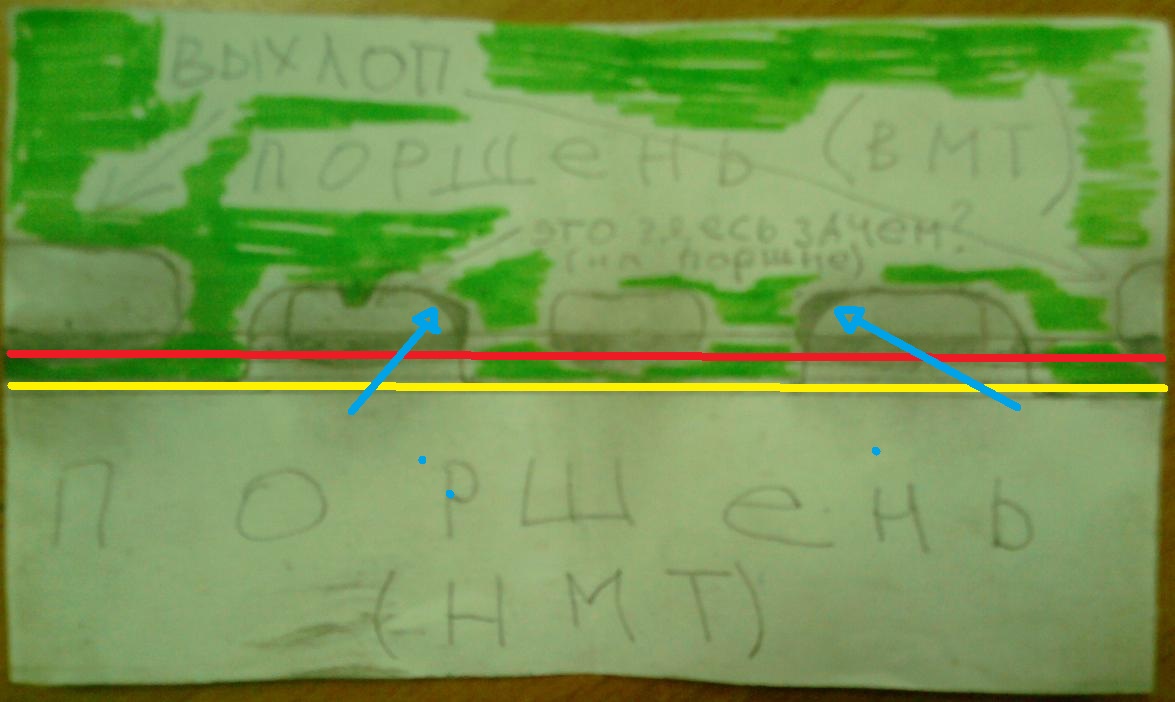 ВЫХЛОП
ПОРШеНЬ (ВМТ)
ЭТО ЗДЕСЬ ЗАЧЕМ?
(на поршне)
ПОРШеНЬ
(НМТ)